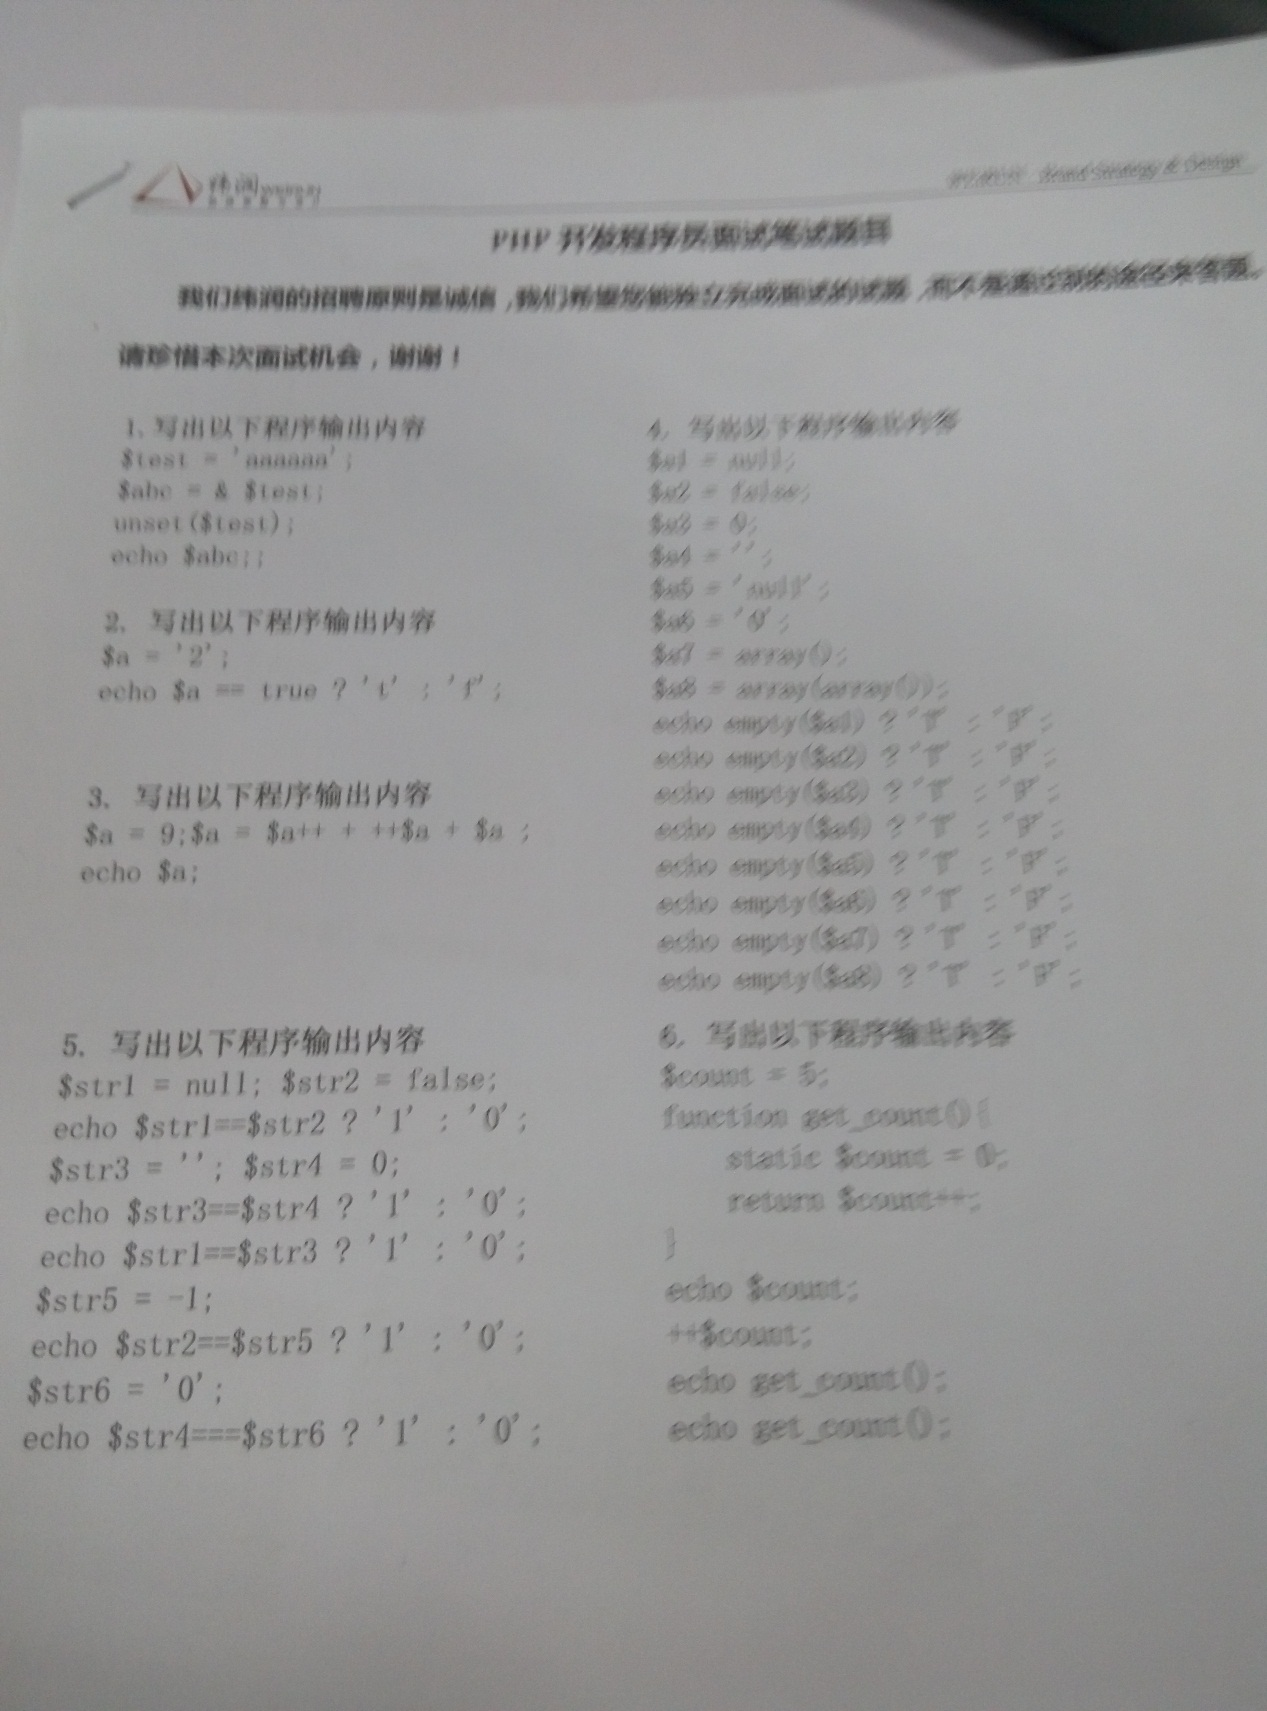 纬润
Brand Strategy & Design
PHP 开发程序员面试笔试题目
我们纬润的招聘原则是诚信，我们希望您能独立完成面试的试题，而不是通过别的途径来答题。
请珍惜本次面试机会，谢谢！
1. 写出以下程序输出内容
$test = 'aaaaaa';
$abc = & $test;
unset($test);
echo $abc;;
2. 写出以下程序输出内容
$a = '2';
echo $a == true ? 't' : 'f';
3. 写出以下程序输出内容
$a = 9;$a = $a++ + ++$a + $a ;
echo $a;
4. 写出以下程序输出内容
$a1 = null;
$a2 = false;
$a3 = 0;
$a4 = '';
$a5 = 'null';
$a6 = '0';
$a7 = array();
$a8 = array(array());
echo empty($a1) ? 'T' : 'F';
echo empty($a2) ? 'T' : 'F';
echo empty($a3) ? 'T' : 'F';
echo empty($a4) ? 'T' : 'F';
echo empty($a5) ? 'T' : 'F';
echo empty($a6) ? 'T' : 'F';
echo empty($a7) ? 'T' : 'F';
echo empty($a8) ? 'T' : 'F';
5. 写出以下程序输出内容
$str1 = null; $str2 = false;
echo $str1==$str2 ? '1' : '0';
$str3 = ''; $str4 = 0;
echo $str3==$str4 ? '1' : '0';
echo $str1==$str3 ? '1' : '0';
$str5 = -1;
echo $str2==$str5 ? '1' : '0';
$str6 = '0';
echo $str4===$str6 ? '1' : '0';
6. 写出以下程序输出内容
$count = 5;
function get_count(){
static $count = 0;
return $count++;
}
echo $count;
++$count;
echo get_count();
echo get_count();